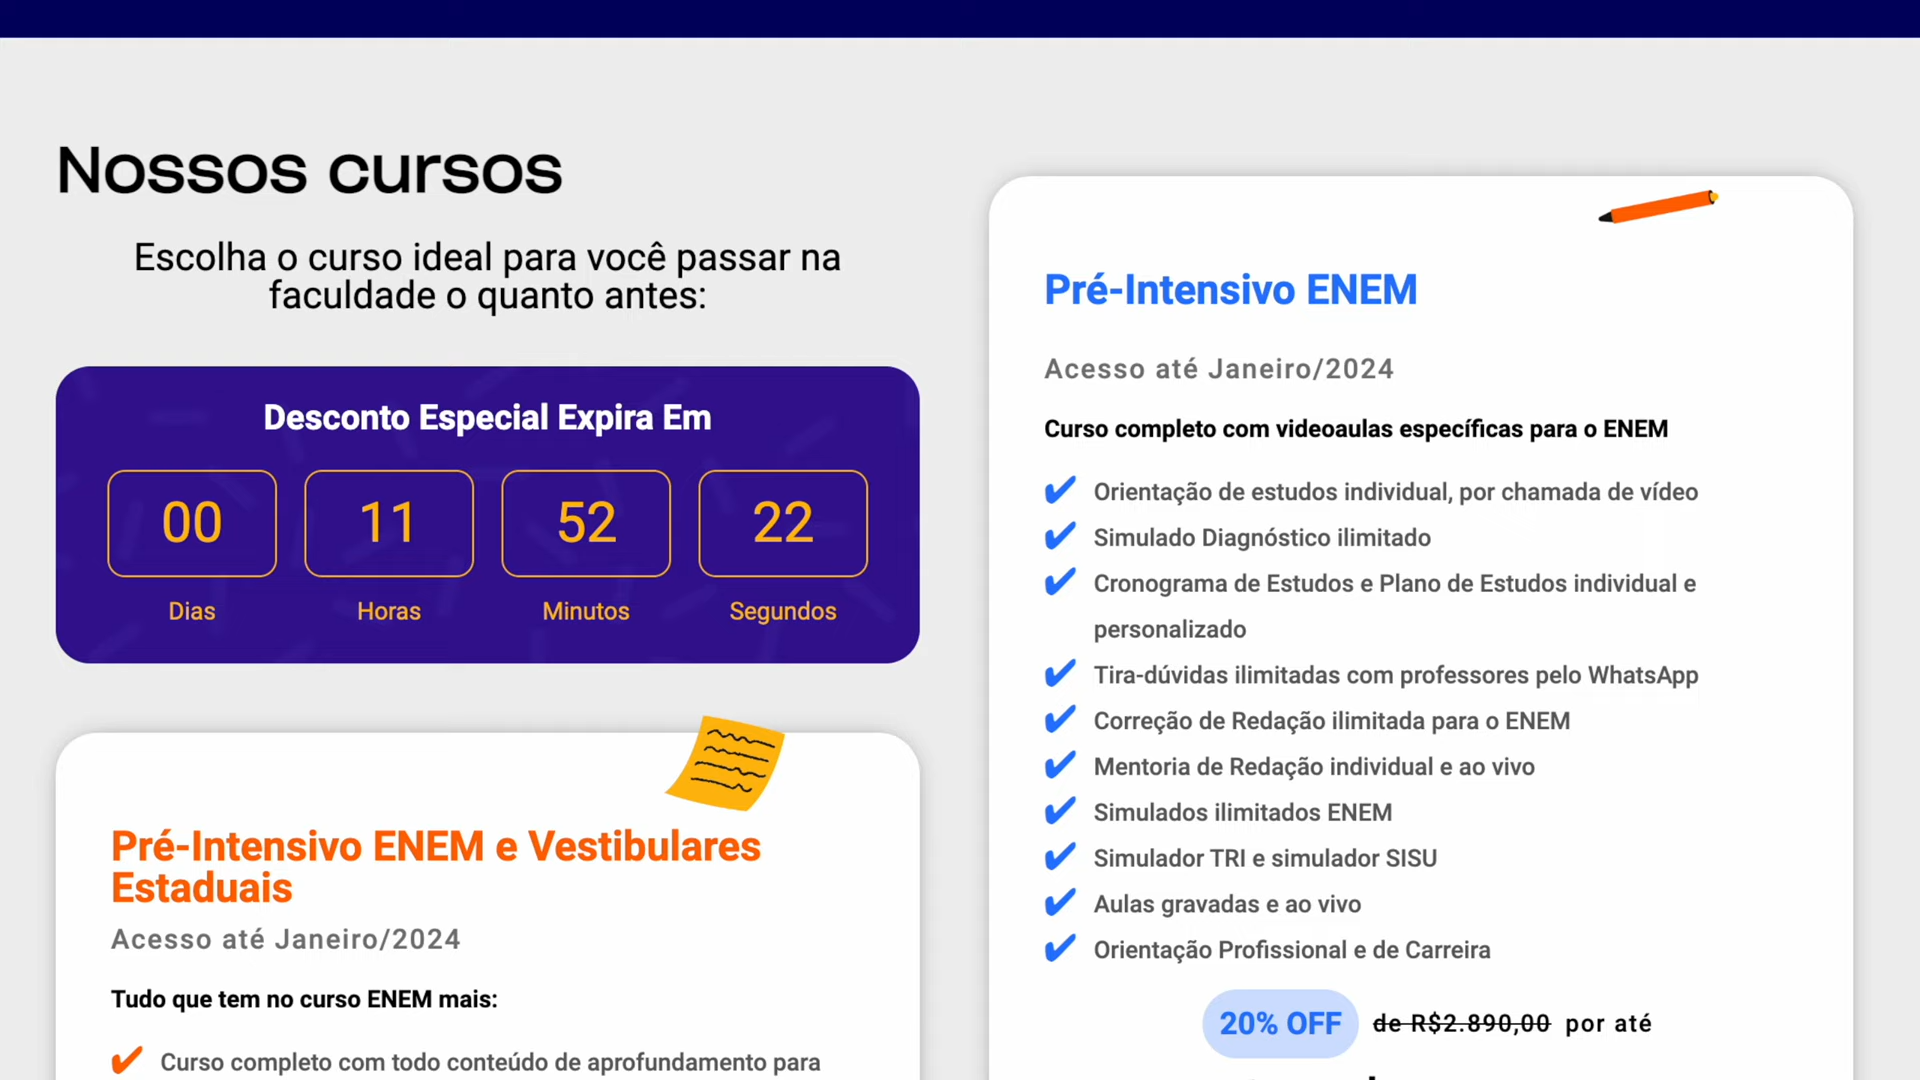 Nossos cursos
Escolha o curso ideal para você passar na
faculdade o quanto antes:
Desconto Especial Expira Em
00 11 52 22
Dias Horas Minutos Segundos
Pré-Intensivo ENEM e Vestibulares
Estaduais
Acesso até Janeiro/2024
Tudo que tem no curso ENEM mais:
Curso completo com todo conteúdo de aprofundamento para
Pré-Intensivo ENEM
Acesso até Janeiro/2024
Curso completo com videoaulas específicas para o ENEM
Orientação de estudos individual, por chamada de vídeo
Simulado Diagnóstico ilimitado
Cronograma de Estudos e Plano de Estudos individual e
personalizado
Tira-dúvidas ilimitadas com professores pelo WhatsApp
Correção de Redação ilimitada para o ENEM
Mentoria de Redação individual e ao vivo
Simulados ilimitados ENEM
Simulador TRI e simulador SISU
Aulas gravadas e ao vivo
Orientação Profissional e de Carreira
20% OFF de R$2.890,00 por até